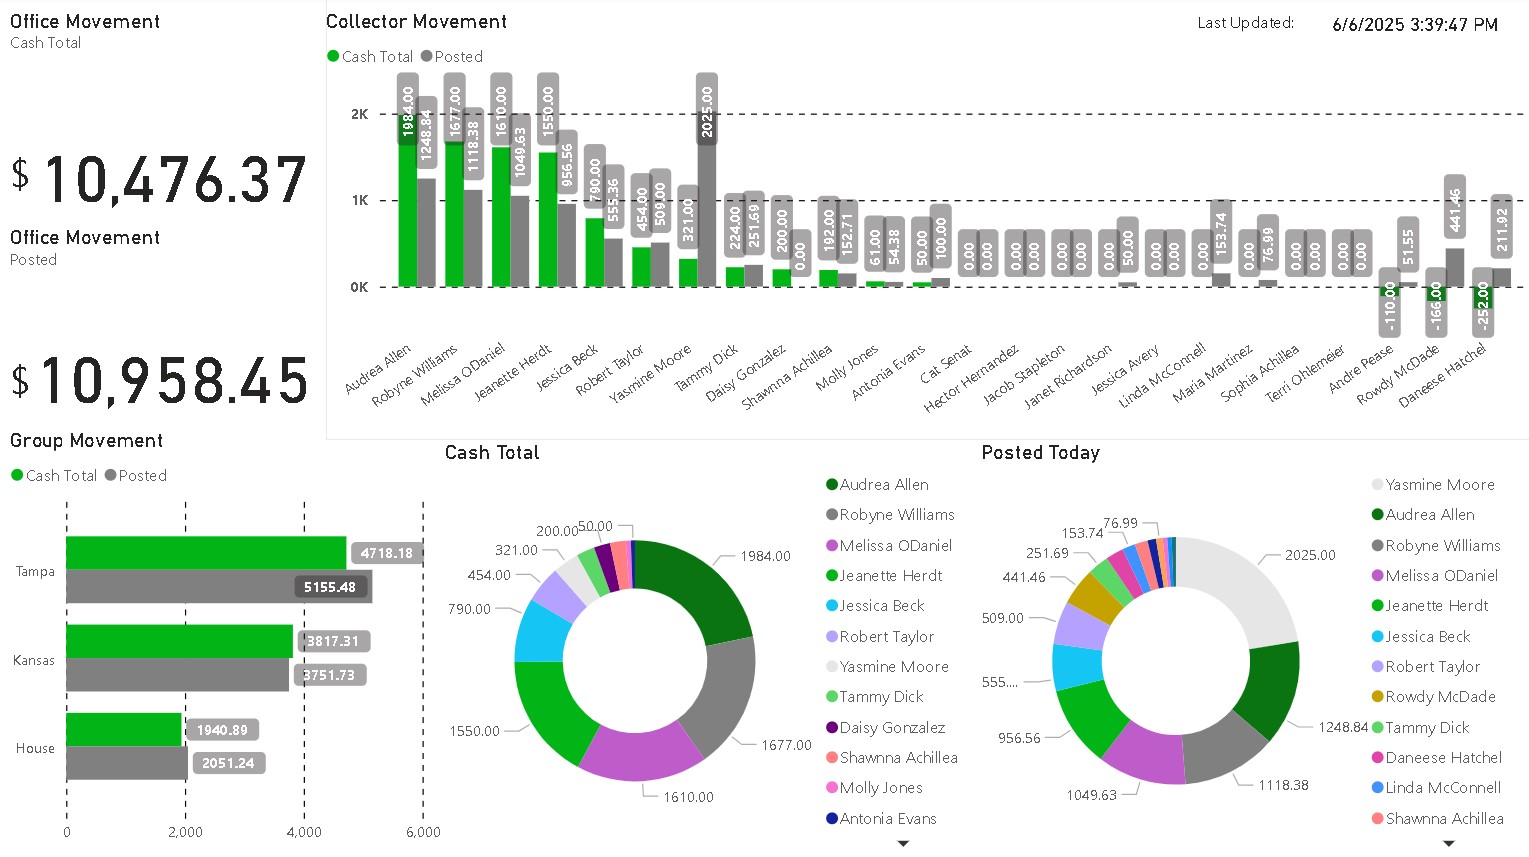 Office Movement
Cash Total
$ 10,476.37
Office Movement
Posted
$ 10,958.45
Collector Movement
Last Updated: 6/6/2025 3:39:47 PM
Cash Total Posted
2K
1K
0K
1984.00 1248.84 1677.00 1118.38 1610.00 1049.63 1550.00 956.56 790.00 555.36 454.00 509.00 321.00 2025.00 224.00 251.69 200.00 0.00 192.00 152.71 61.00 54.38 50.00 100.00 0.00 0.00 0.00 0.00 0.00 0.00 0.00 50.00 0.00 0.00 0.00 153.74 0.00 76.99 0.00 0.00 0.00 0.00 -110.00 51.55 -166.00 441.46 -252.00 211.92
Audrea Allen
Robyne Williams
Melissa ODaniel
Jeanette Herdt
Jessica Beck
Robert Taylor
Yasmine Moore
Tammy Dick
Daisy Gonzalez
Shawnna Achillea
Molly Jones
Antonia Evans
Cat Senat
Hector Hernandez
Jacob Stapleton
Janet Richardson
Jessica Avery
Linda McConnell
Maria Martinez
Sophia Achillea
Terri Ohlemeier
Andre Pease
Rowdy McDade
Daneese Hatchel
Group Movement
Cash Total Posted
Tampa
4718.18
5155.48
Kansas
3817.31
3751.73
House
1940.89
2051.24
0 2,000 4,000 6,000
Cash Total
1984.00
1677.00
1610.00
1550.00
790.00
454.00
321.00
200.00
50.00
Audrea Allen
Robyne Williams
Melissa ODaniel
Jeanette Herdt
Jessica Beck
Robert Taylor
Yasmine Moore
Tammy Dick
Daisy Gonzalez
Shawnna Achillea
Molly Jones
Antonia Evans
Posted Today
2025.00
1248.84
1118.38
1049.63
956.56
555....
509.00
441.46
251.69
153.74
76.99
Yasmine Moore
Audrea Allen
Robyne Williams
Melissa ODaniel
Jeanette Herdt
Jessica Beck
Robert Taylor
Rowdy McDade
Tammy Dick
Daneese Hatchel
Linda McConnell
Shawnna Achillea